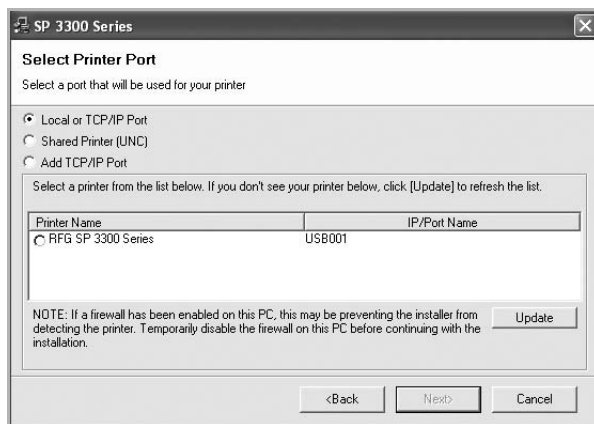 SP 3300 Series
Select Printer Port
Select a port that will be used for your printer
Local or TCP/IP Port
Shared Printer (UNC)
Add TCP/IP Port
Select a printer from the list below. If you don't see your printer below, click [Update] to refresh the list.
Printer Name IP/Port Name
RFG SP 3300 Series USB001
NOTE: If a firewall has been enabled on this PC, this may be preventing the installer from
detecting the printer. Temporarily disable the firewall on this PC before continuing with the
installation.
Update
<Back Next> Cancel